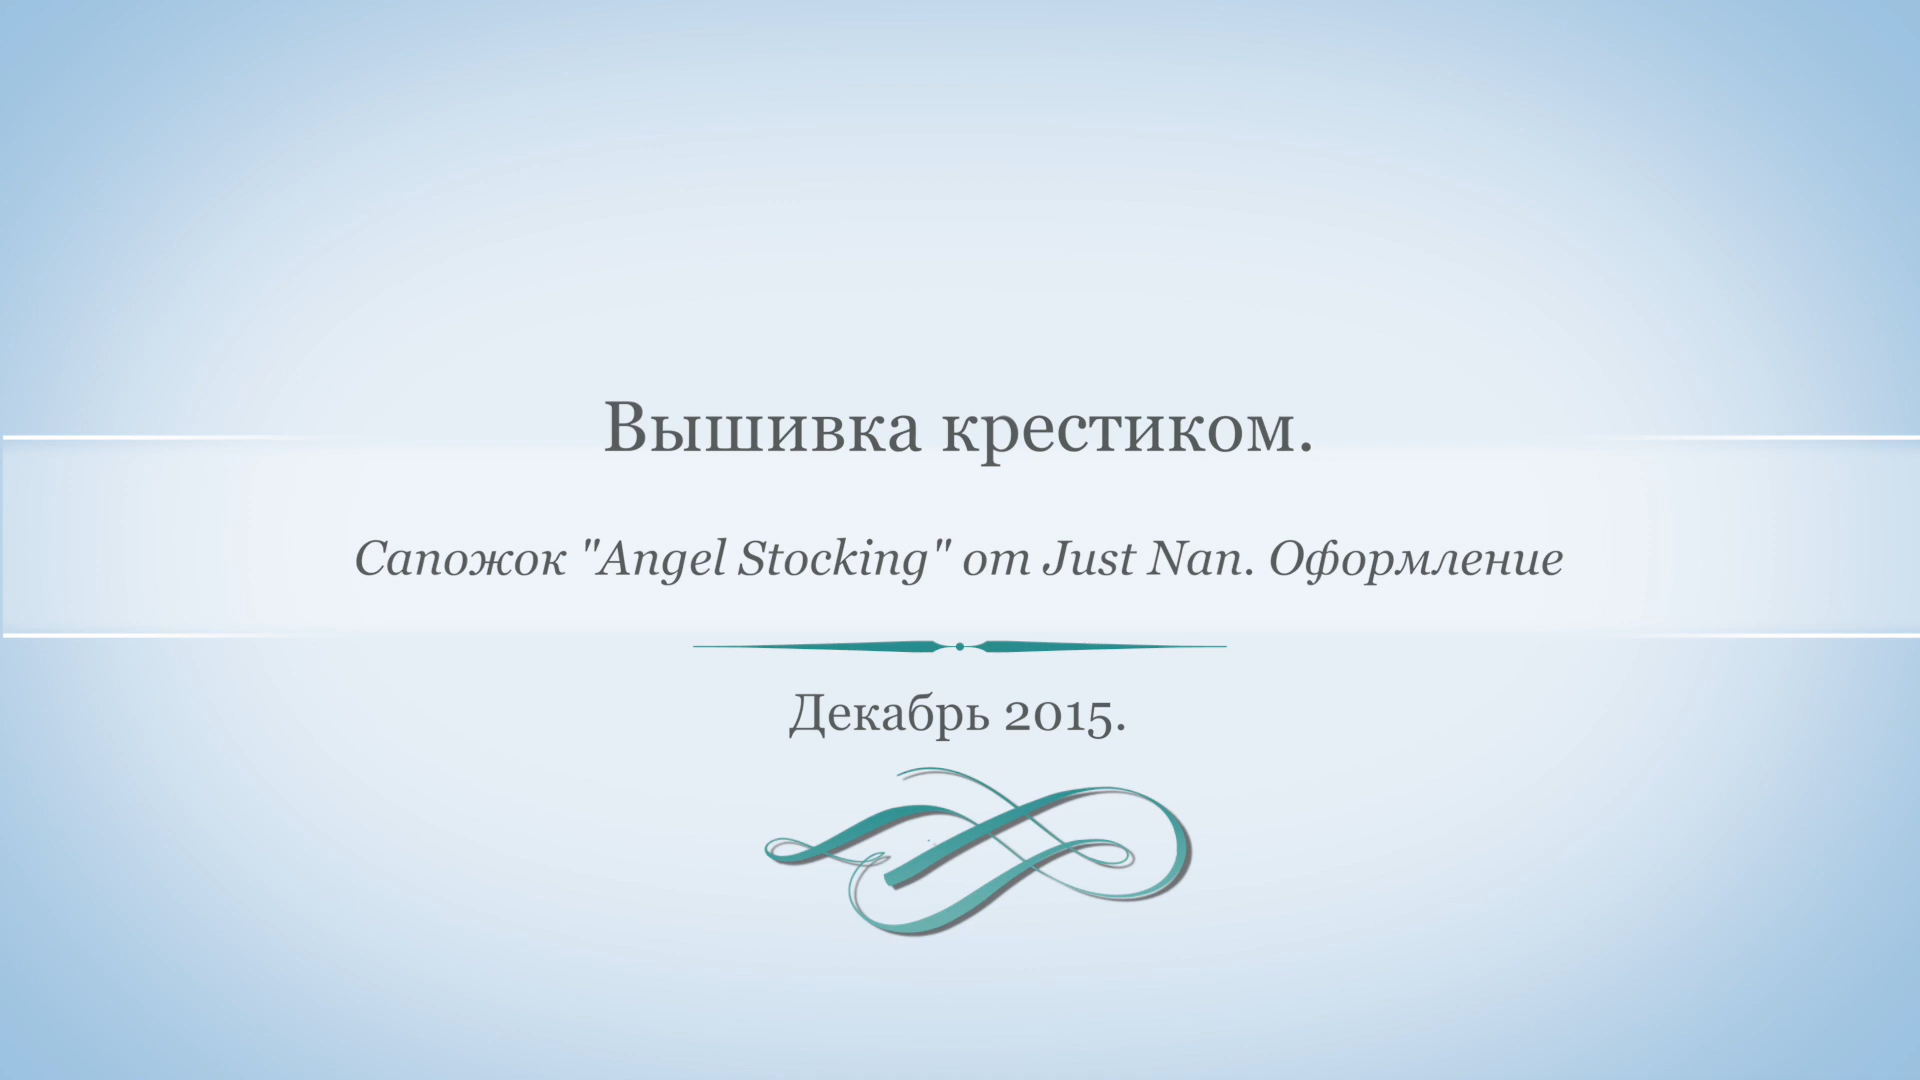 Вышивка крестиком.
Сапожок "Angel Stocking" от Just Nan. Оформление
Декабрь 2015.